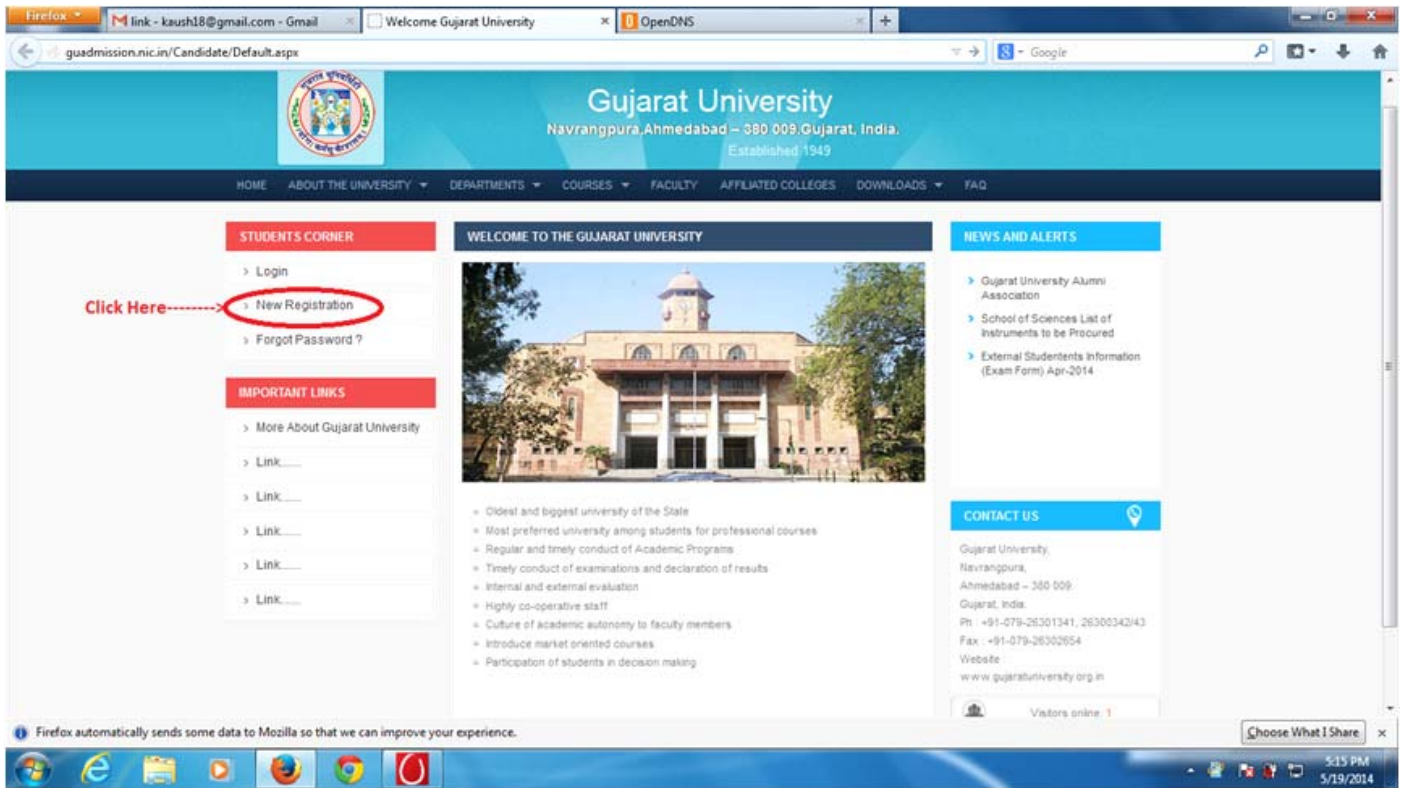 Firefox
link - kaush18@gmail.com - Gmail
Welcome Gujarat University
OpenDNS
guadmission.nic.in/Candidate/Default.aspx
Google
Gujarat University
Navrangpura,Ahmedabad – 380 009.Gujarat, India.
Established 1949
HOME ABOUT THE UNIVERSITY DEPARTMENTS COURSES FACULTY AFFILIATED COLLEGES DOWNLOADS FAQ
STUDENTS CORNER
Login
Click Here-------->
New Registration
Forgot Password ?
IMPORTANT LINKS
More About Gujarat University
Link......
Link......
Link......
Link......
Link......
WELCOME TO THE GUJARAT UNIVERSITY
Oldest and biggest university of the State
Most preferred university among students for professional courses
Regular and timely conduct of Academic Programs
Timely conduct of examinations and declaration of results
Internal and external evaluation
Highly co-operative staff
Culture of academic autonomy to faculty members
Introduce market oriented courses
Participation of students in decision making
NEWS AND ALERTS
Gujarat University Alumni
Association
School of Sciences List of
Instruments to be Procured
External Studentents Information
(Exam Form) Apr-2014
CONTACT US
Gujarat University,
Navrangpura,
Ahmedabad – 380 009.
Gujarat, India.
Ph : +91-079-26301341, 26300342/43
Fax : +91-079-26302654
Website :
www.gujaratuniversity.org.in
Visitors online: 1
Firefox automatically sends some data to Mozilla so that we can improve your experience.
Choose What I Share
5:15 PM
5/19/2014